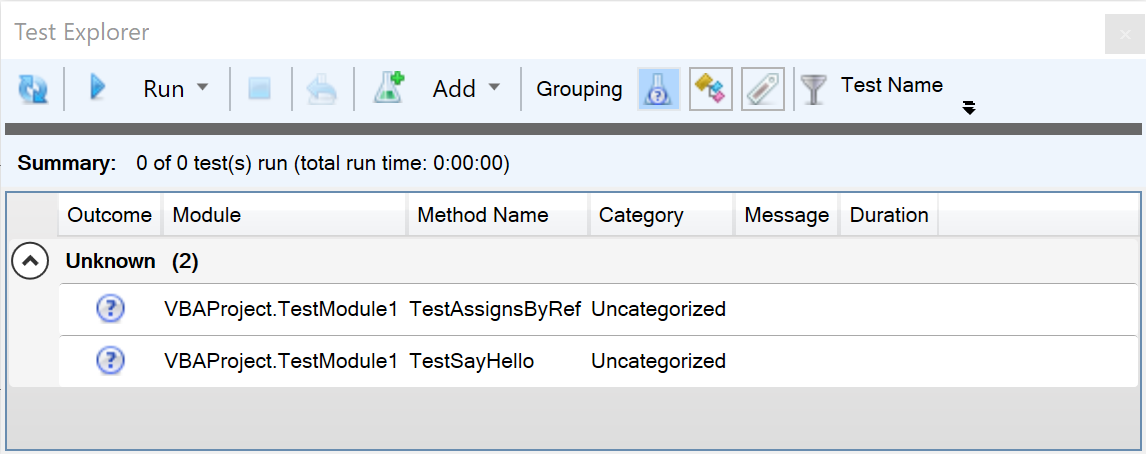 Test Explorer
Run Add Grouping Test Name
Summary: 0 of 0 test(s) run (total run time: 0:00:00)
Outcome Module Method Name Category Message Duration
Unknown (2)
? VBAProject.TestModule1 TestAssignsByRef Uncategorized
? VBAProject.TestModule1 TestSayHello Uncategorized